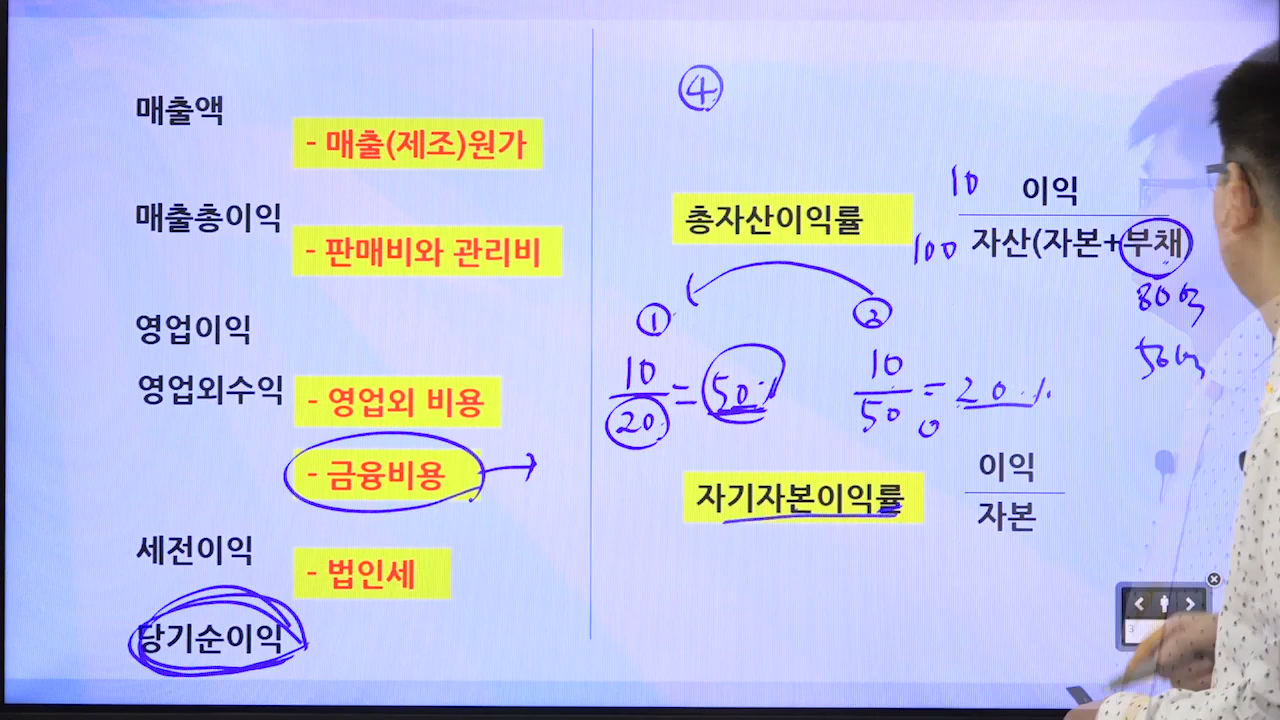 매출액
- 매출(제조)원가
매출총이익
- 판매비와 관리비
영업이익
영업외수익
- 영업외 비용
- 금융비용
세전이익
- 법인세
당기순이익
④
총자산이익률
10 이익
100 자산(자본+부채)
80억
50억
① ②
10
20
= 50%
10
50
= 20%
자기자본이익률
이익
자본
3